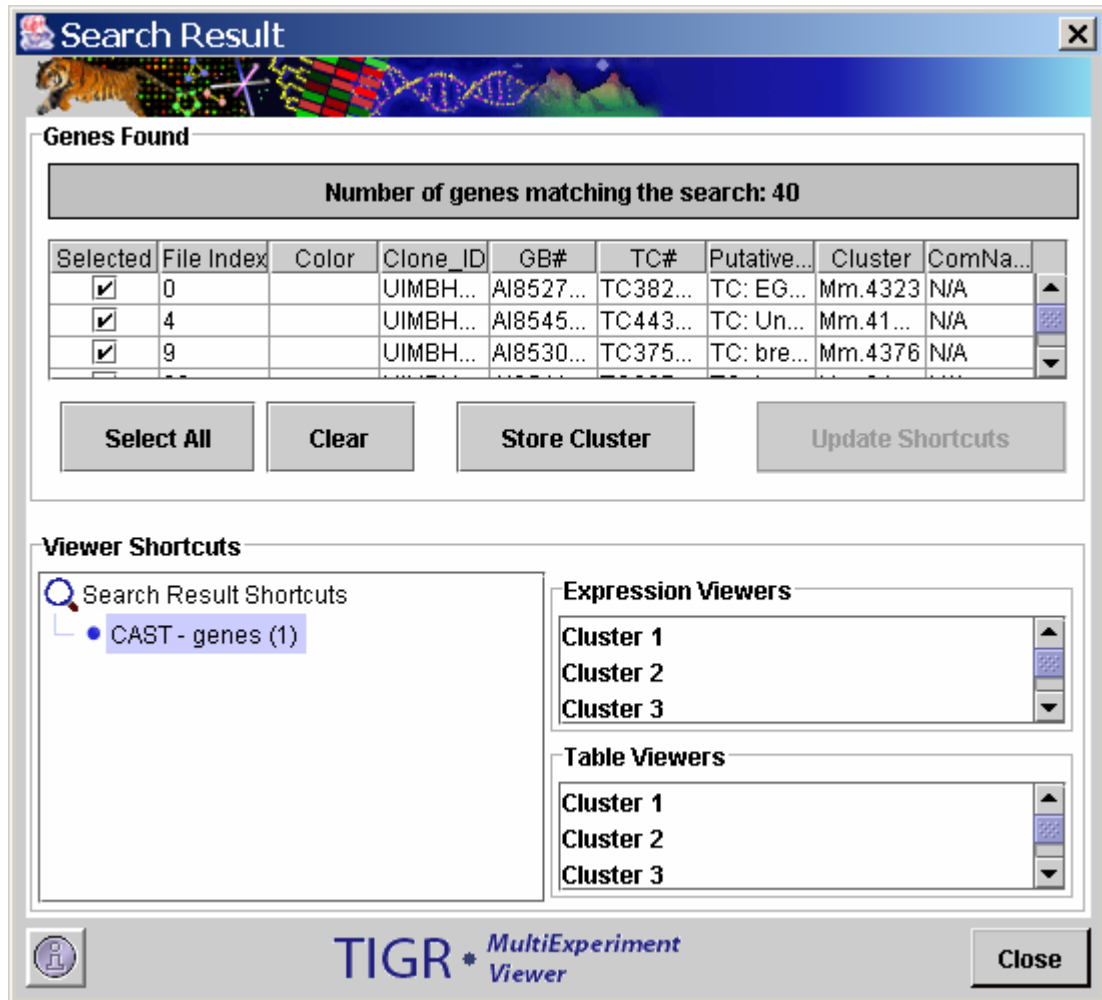 Search Result
Genes Found
Number of genes matching the search: 40
Selected File Index Color Clone_ID GB# TC# Putative... Cluster ComNa...
0 UIMBH... AI8527... TC382... TC: EG... Mm.4323 N/A
4 UIMBH... AI8545... TC443... TC: Un... Mm.41... N/A
9 UIMBH... AI8530... TC375... TC: bre... Mm.4376 N/A
Select All Clear Store Cluster Update Shortcuts
Viewer Shortcuts
Search Result Shortcuts
CAST - genes (1)
Expression Viewers
Cluster 1
Cluster 2
Cluster 3
Table Viewers
Cluster 1
Cluster 2
Cluster 3
TIGR • MultiExperiment
Viewer
Close